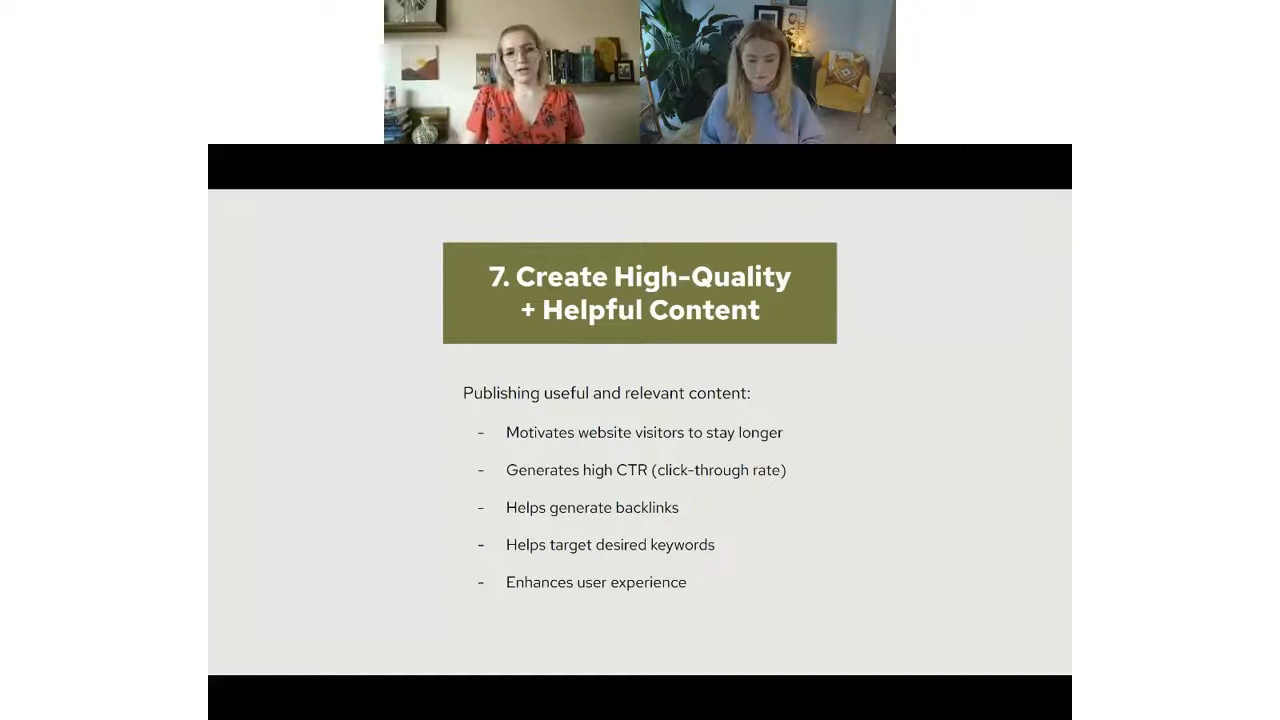 7. Create High-Quality
+ Helpful Content
Publishing useful and relevant content:
- Motivates website visitors to stay longer
- Generates high CTR (click-through rate)
- Helps generate backlinks
- Helps target desired keywords
- Enhances user experience